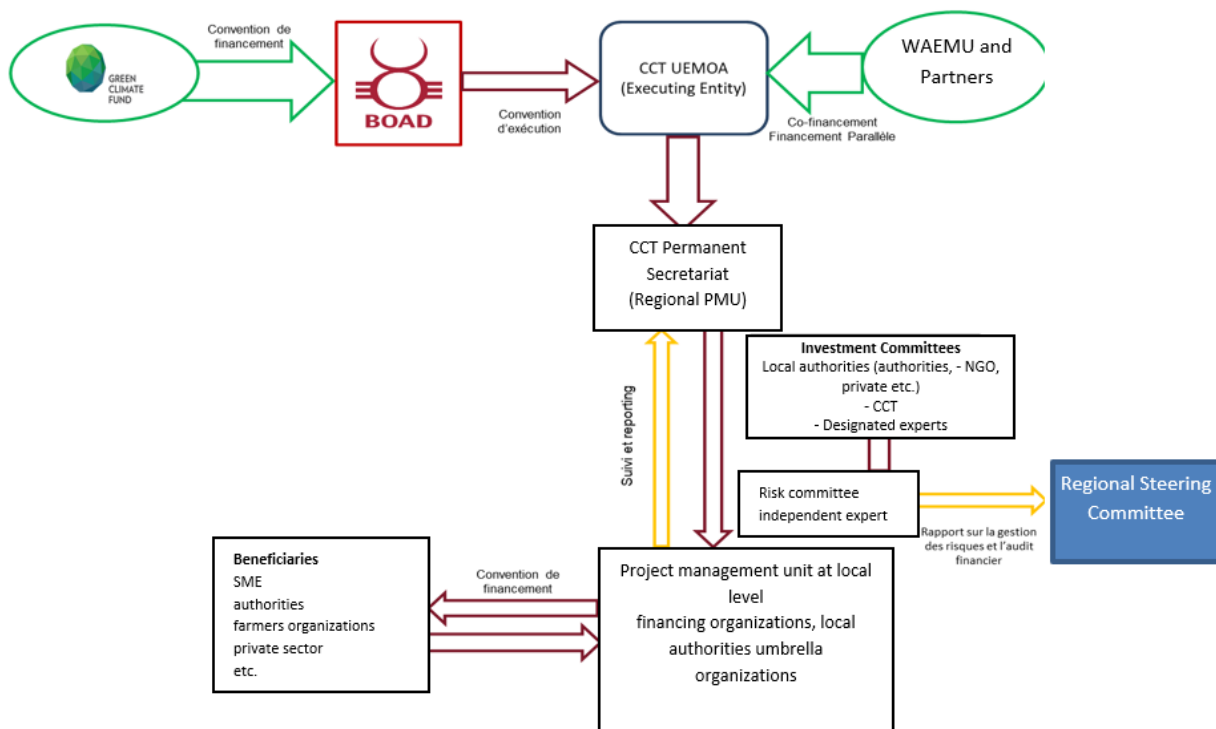 Convention de
financement
GREEN
CLIMATE
FUND
BOAD
Convention
d'exécution
CCT UEMOA
(Executing Entity)
WAEMU and
Partners
Co-financement
Financement Parallèle
CCT Permanent
Secretariat
(Regional PMU)
Suivi et reporting
Investment Committees
Local authorities (authorities, - NGO,
private etc.)
- CCT
- Designated experts
Risk committee
independent expert
Rapport sur la gestion
des risques et l'audit
financier
Regional Steering
Committee
Beneficiaries
SME
authorities
farmers organizations
private sector
etc.
Convention de
financement
Project management unit at local
level
financing organizations, local
authorities umbrella
organizations